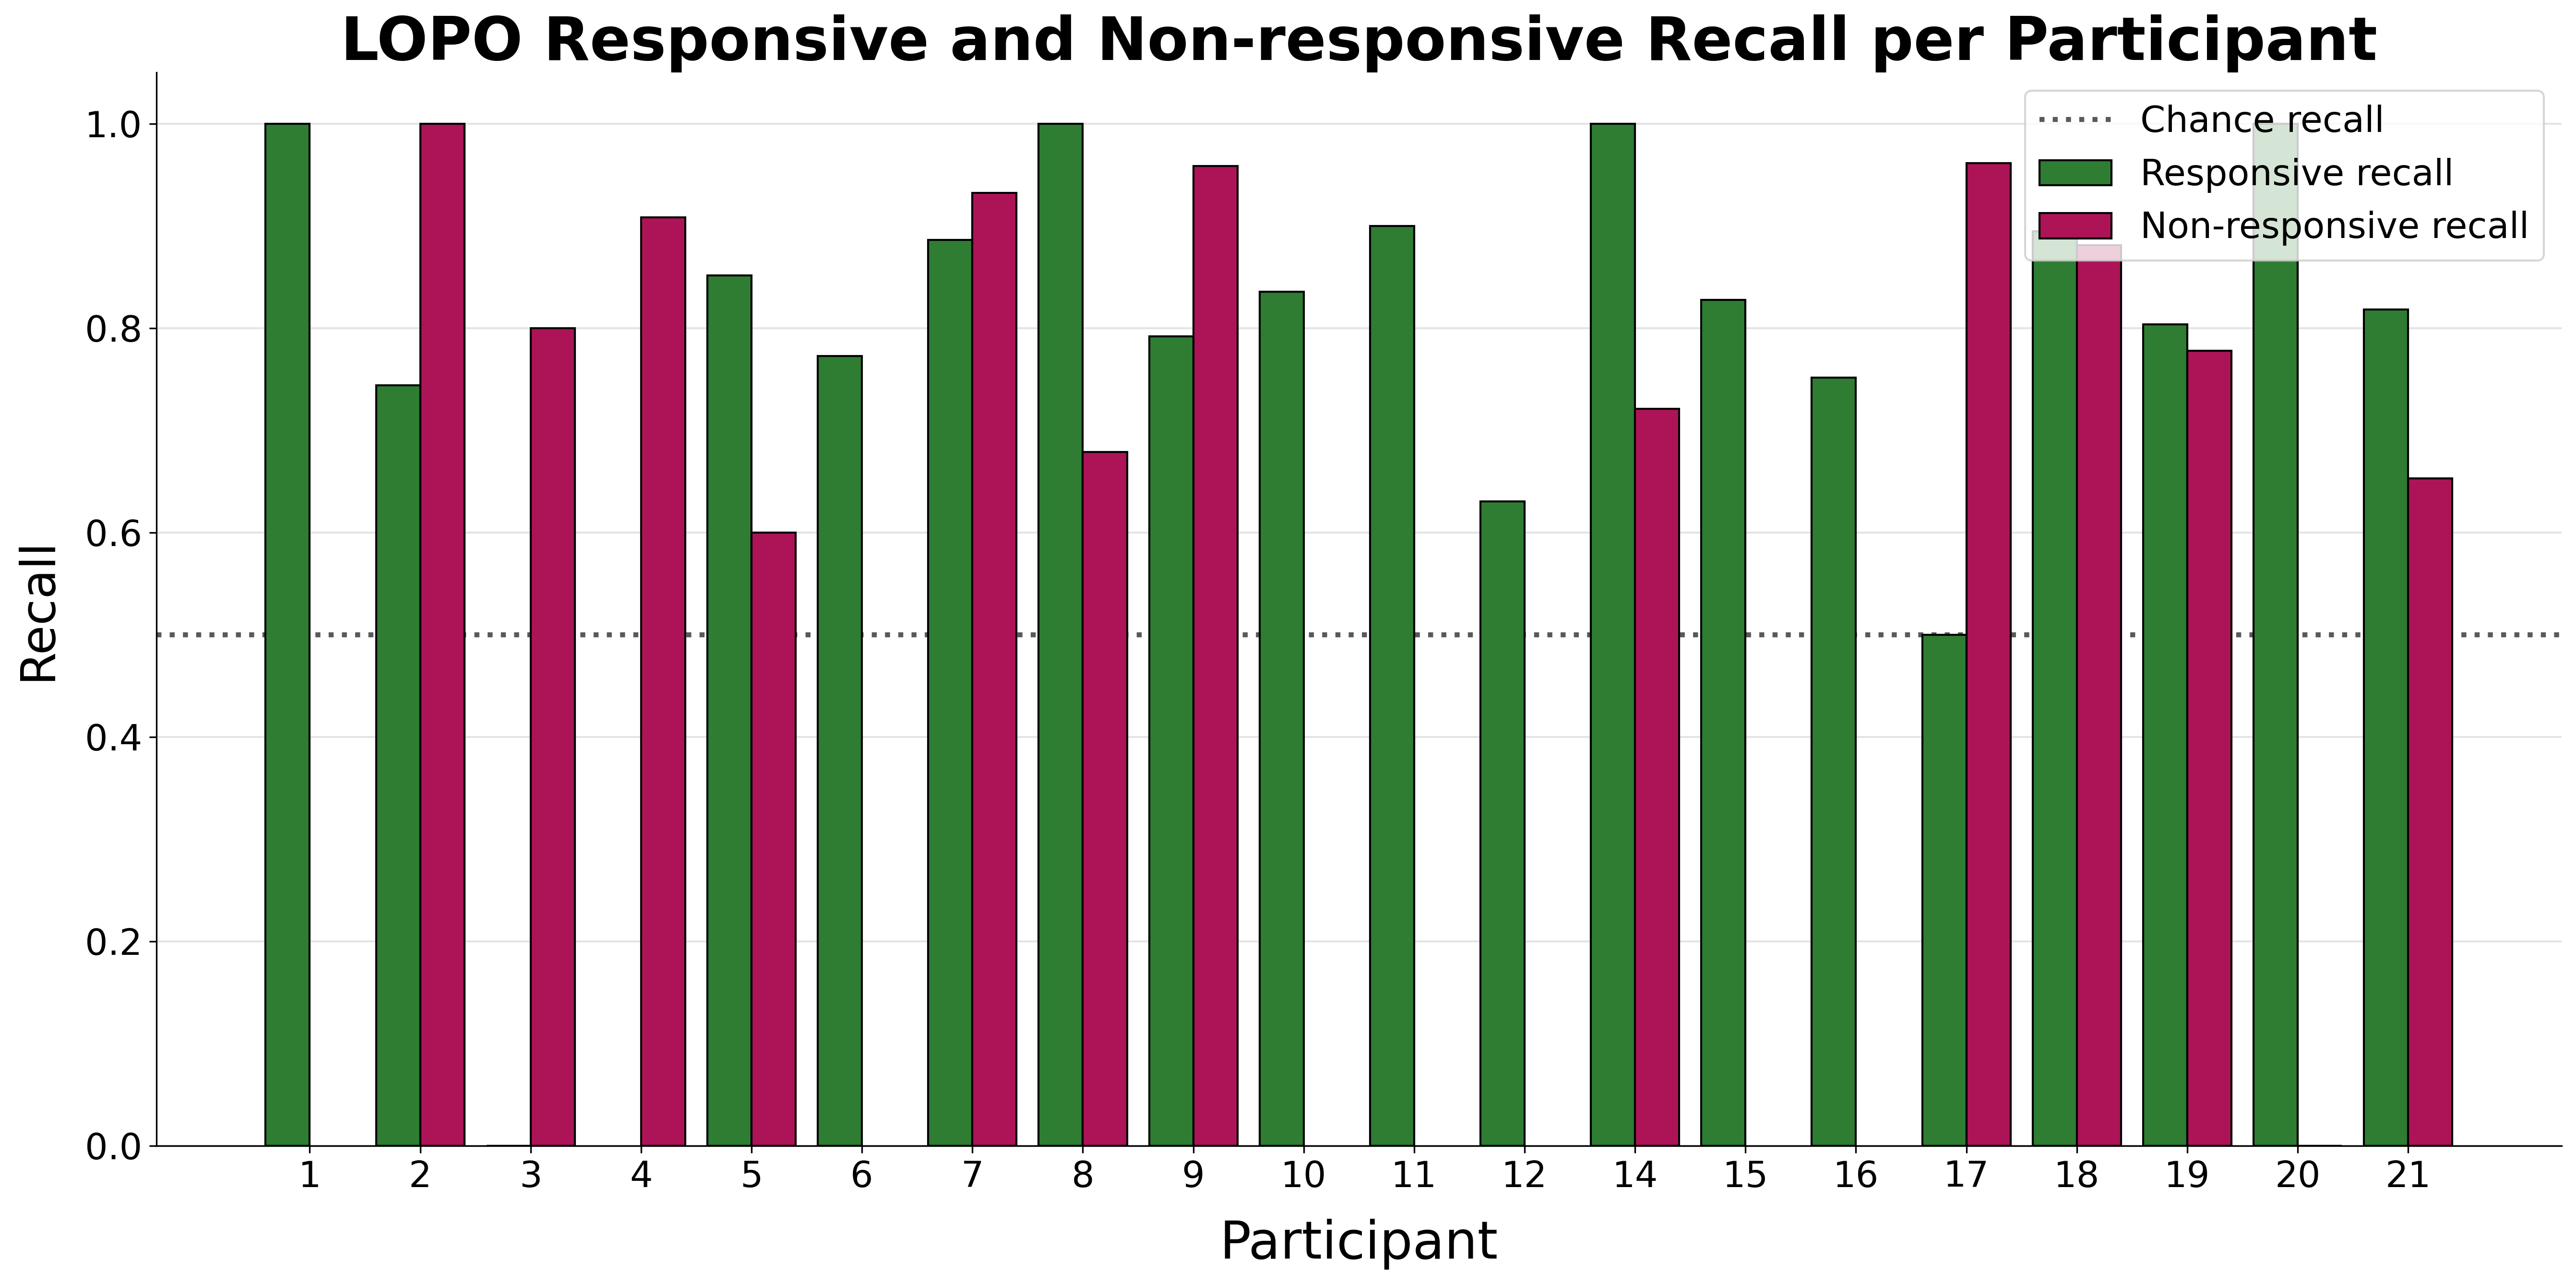 LOPO Responsive and Non-responsive Recall per Participant
Chance recall
Responsive recall
Non-responsive recall
Recall
1.0
0.8
0.6
0.4
0.2
0.0
1 2 3 4 5 6 7 8 9 10 11 12 14 15 16 17 18 19 20 21
Participant